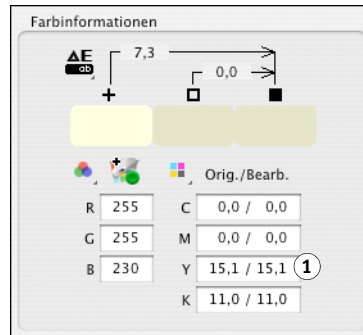 Farbinformationen
ΔE 7,3
ab 0,0
Orig./Bearb.
R 255 C 0,0 / 0,0
G 255 M 0,0 / 0,0
B 230 Y 15,1 / 15,1 1
K 11,0 / 11,0